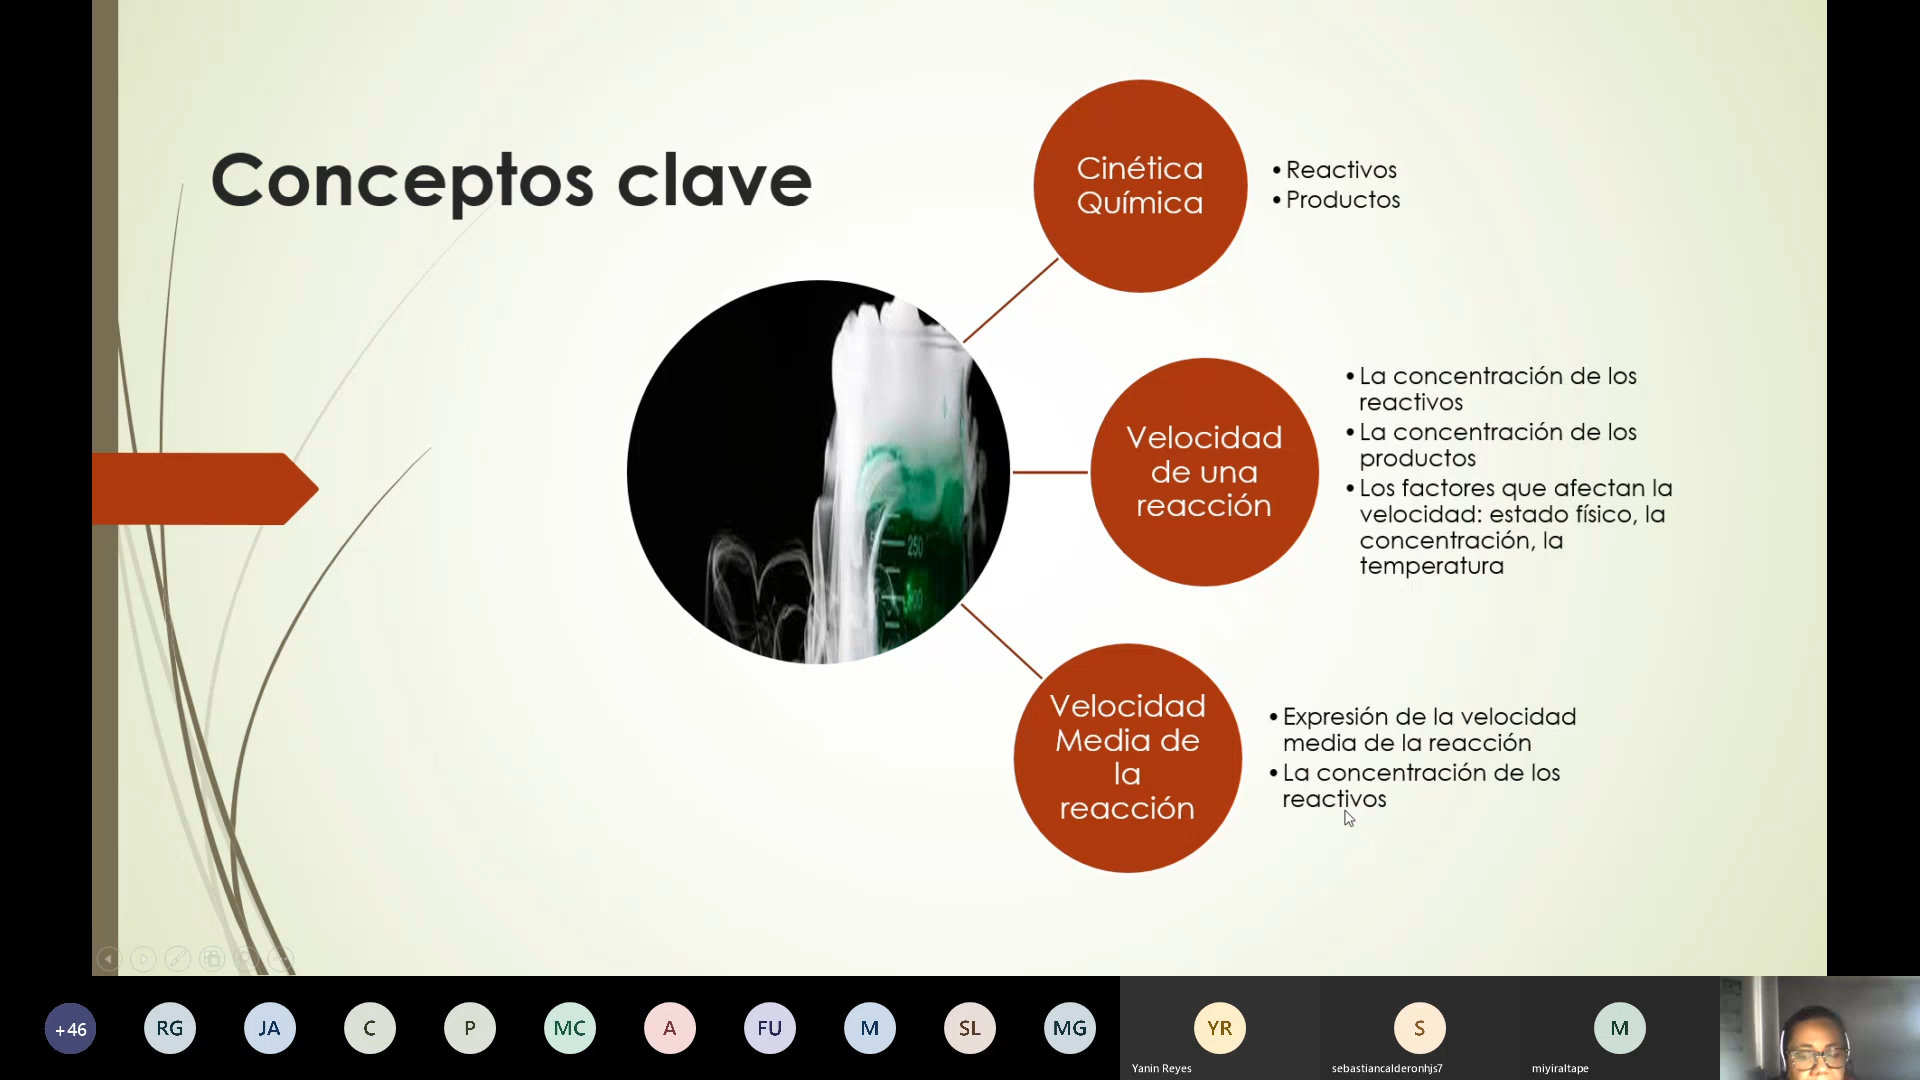 Conceptos clave
Cinética
Química
• Reactivos
• Productos
Velocidad
de una
reacción
• La concentración de los
reactivos
• La concentración de los
productos
• Los factores que afectan la
velocidad: estado físico, la
concentración, la
temperatura
Velocidad
Media de
la
reacción
• Expresión de la velocidad
media de la reacción
• La concentración de los
reactivos
250
+46
RG
JA
C
P
MC
A
FU
M
SL
MG
YR
Yanin Reyes
S
sebastiancalderonhjs7
M
miyiraltape